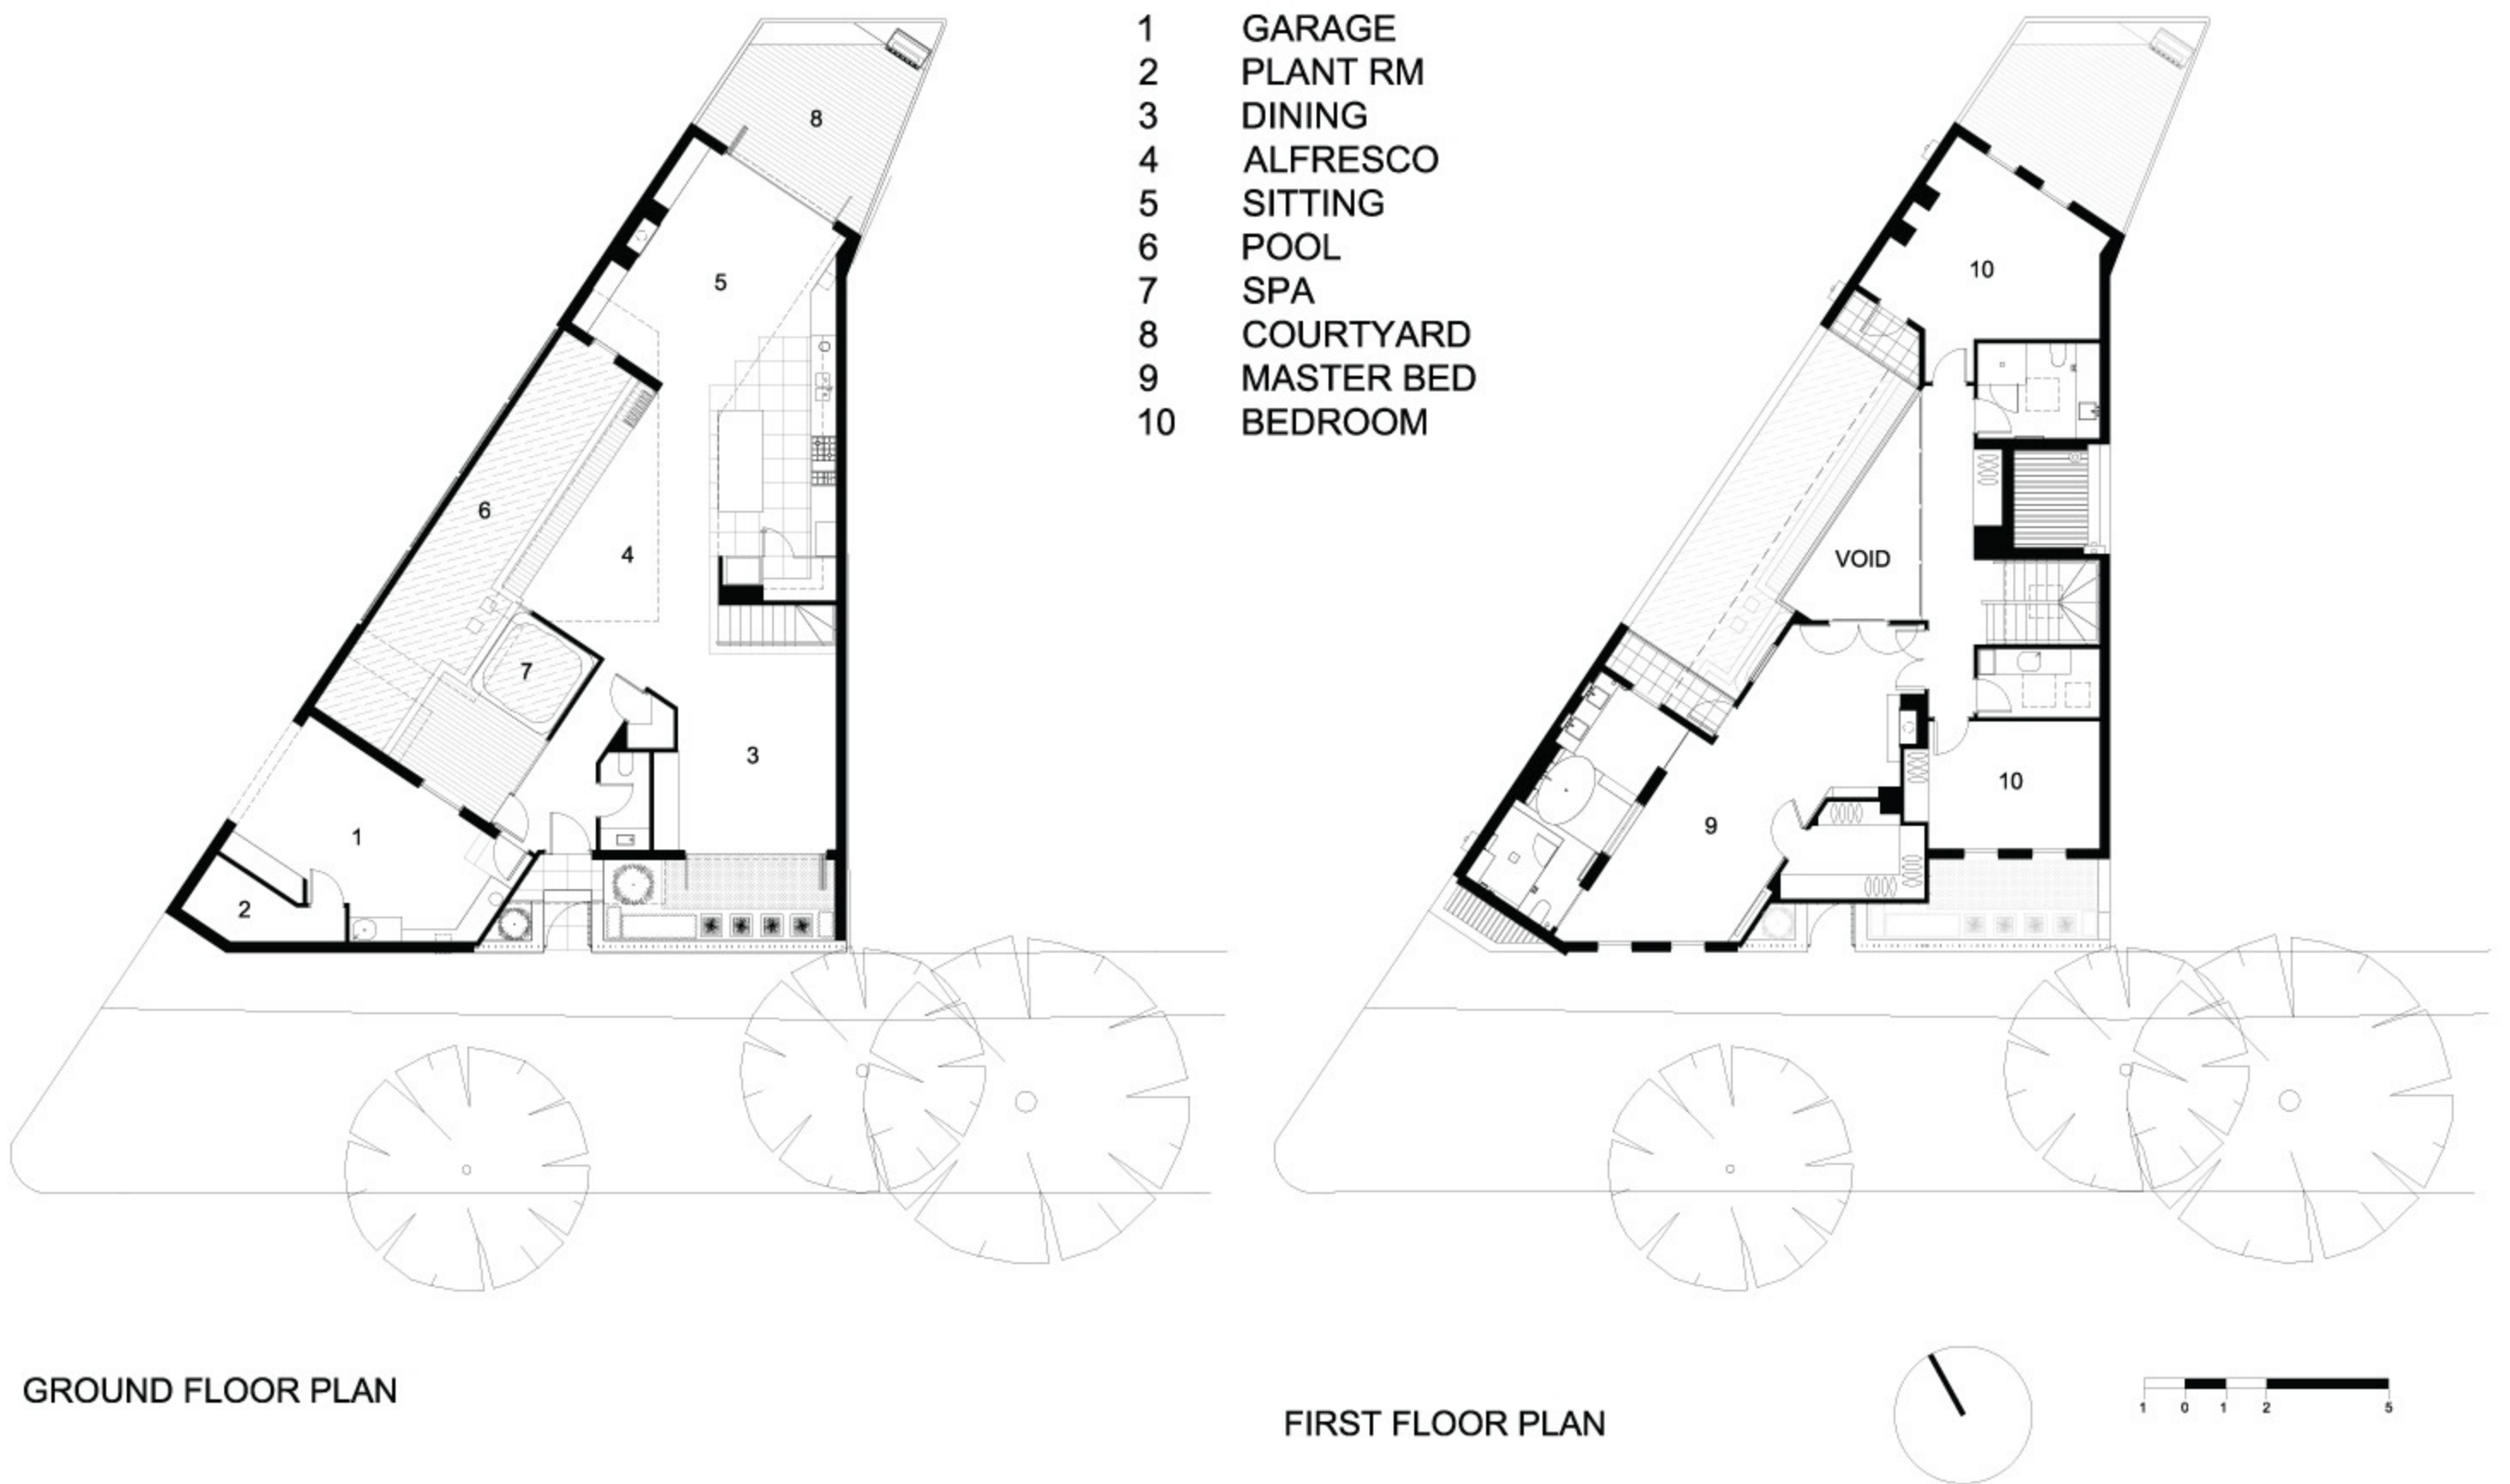 1 GARAGE
2 PLANT RM
3 DINING
4 ALFRESCO
5 SITTING
6 POOL
7 SPA
8 COURTYARD
9 MASTER BED
10 BEDROOM
8
5
6
4
7
3
1
2
10
VOID
10
9
GROUND FLOOR PLAN
FIRST FLOOR PLAN
1 0 1 2 5